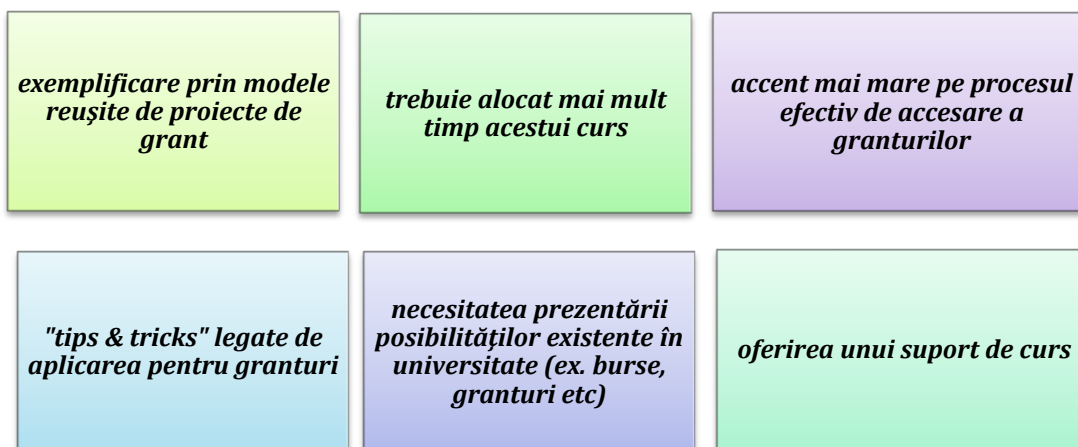 exemplificare prin modele
reușite de proiecte de
grant
trebuie alocat mai mult
timp acestui curs
accent mai mare pe procesul
efectiv de accesare a
granturilor
"tips & tricks" legate de
aplicarea pentru granturi
necesitatea prezentării
posibilităților existente în
universitate (ex. burse,
granturi etc)
oferirea unui suport de curs